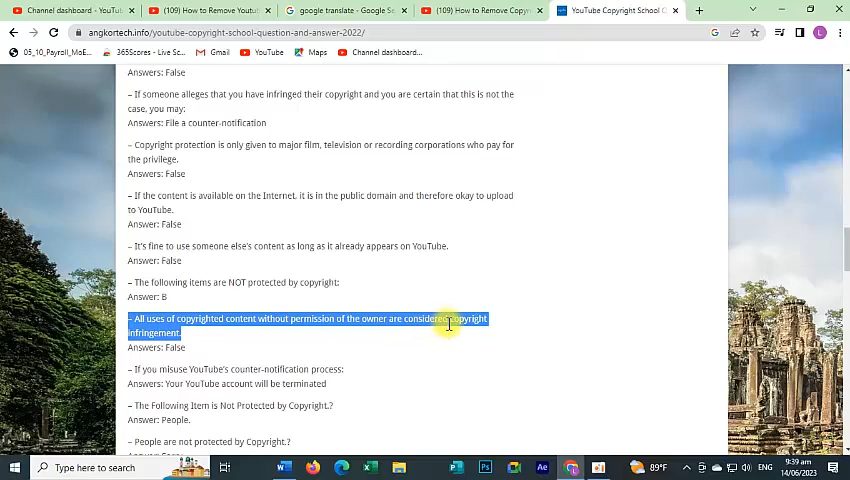 Channel dashboard - YouTu
(109) How to Remove Youtu
google translate - Google Se
(109) How to Remove Copyri
YouTube Copyright School Q
angkortech.info/youtube-copyright-school-question-and-answer-2022/
05_10_Payroll_MoE...
365Scores - Live Sc...
Gmail
YouTube
Maps
Channel dashboard...
Answers: False
– If someone alleges that you have infringed their copyright and you are certain that this is not the
case, you may:
Answers: File a counter-notification
– Copyright protection is only given to major film, television or recording corporations who pay for
the privilege.
Answers: False
– If the content is available on the Internet, it is in the public domain and therefore okay to upload
to YouTube.
Answer: False
– It's fine to use someone else's content as long as it already appears on YouTube.
Answer: False
– The following items are NOT protected by copyright:
Answer: B
– All uses of copyrighted content without permission of the owner are considered copyright
infringement.
Answers: False
– If you misuse YouTube's counter-notification process:
Answers: Your YouTube account will be terminated
– The Following Item is Not Protected by Copyright.?
Answer: People.
– People are not protected by Copyright.?
Type here to search
89°F
ENG
9:39 am
14/06/2023